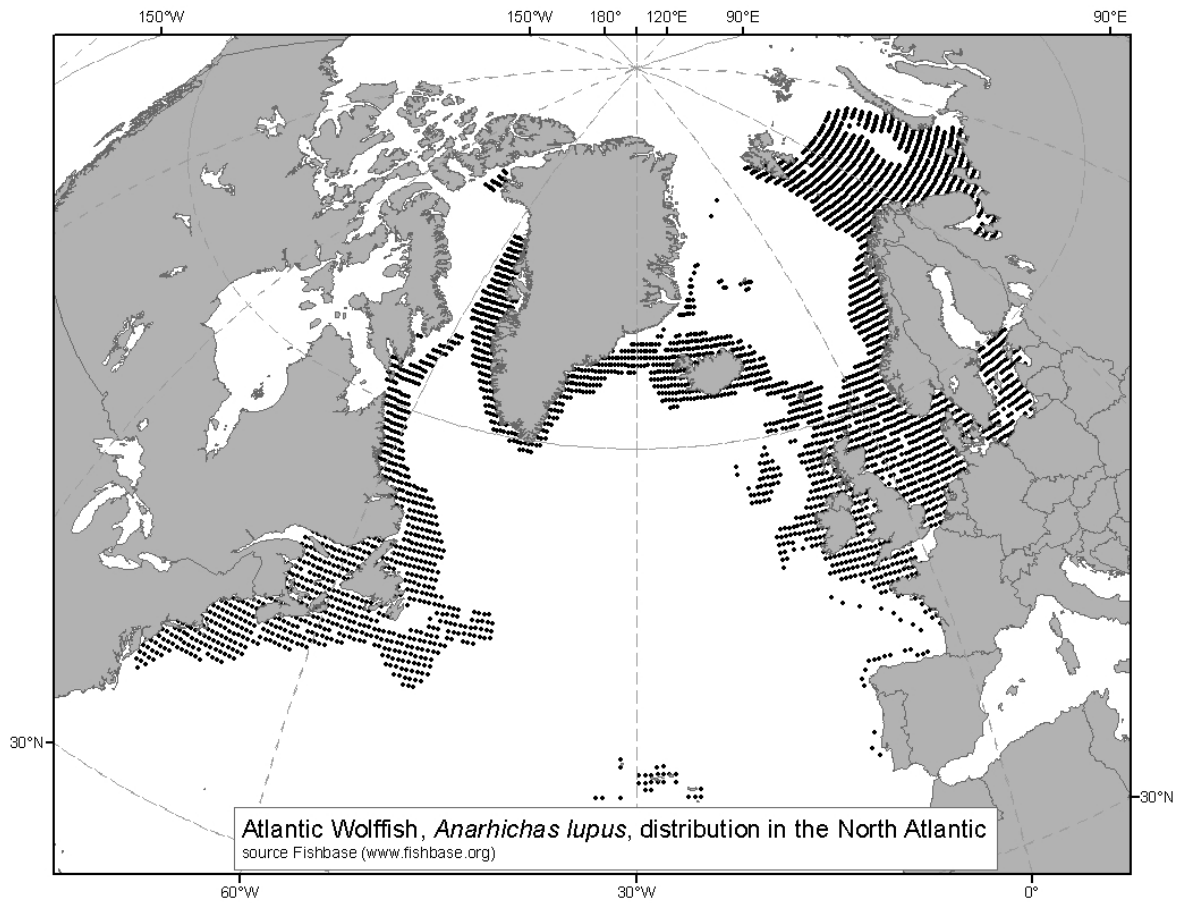 150°W 150°W 180° 120°E 90°E 90°E
30°N
30°N
Atlantic Wolffish, Anarhichas lupus, distribution in the North Atlantic
source Fishbase (www.fishbase.org)
60°W 30°W 0°